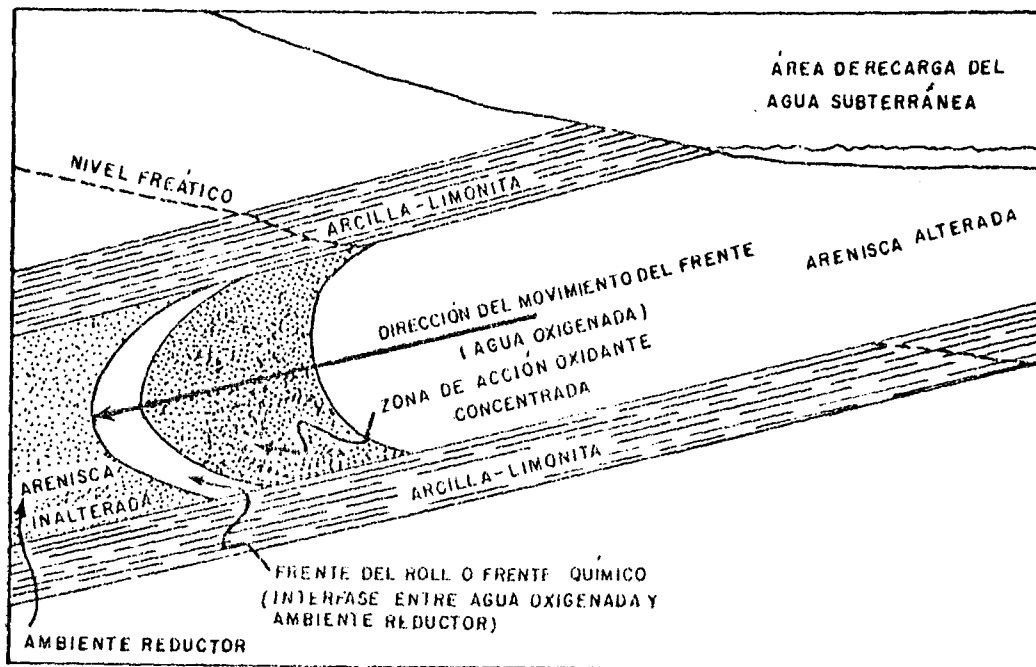 ÁREA DE RECARGA DEL
AGUA SUBTERRÁNEA
NIVEL FREÁTICO
ARCILLA-LIMONITA
ARENISCA ALTERADA
DIRECCIÓN DEL MOVIMIENTO DEL FRENTE
(AGUA OXIGENADA)
ZONA DE ACCIÓN OXIDANTE
CONCENTRADA
ARENISCA
INALTERADA
ARCILLA-LIMONITA
FRENTE DEL ROLL O FRENTE QUÍMICO
(INTERFASE ENTRE AGUA OXIGENADA Y
AMBIENTE REDUCTOR)
AMBIENTE REDUCTOR